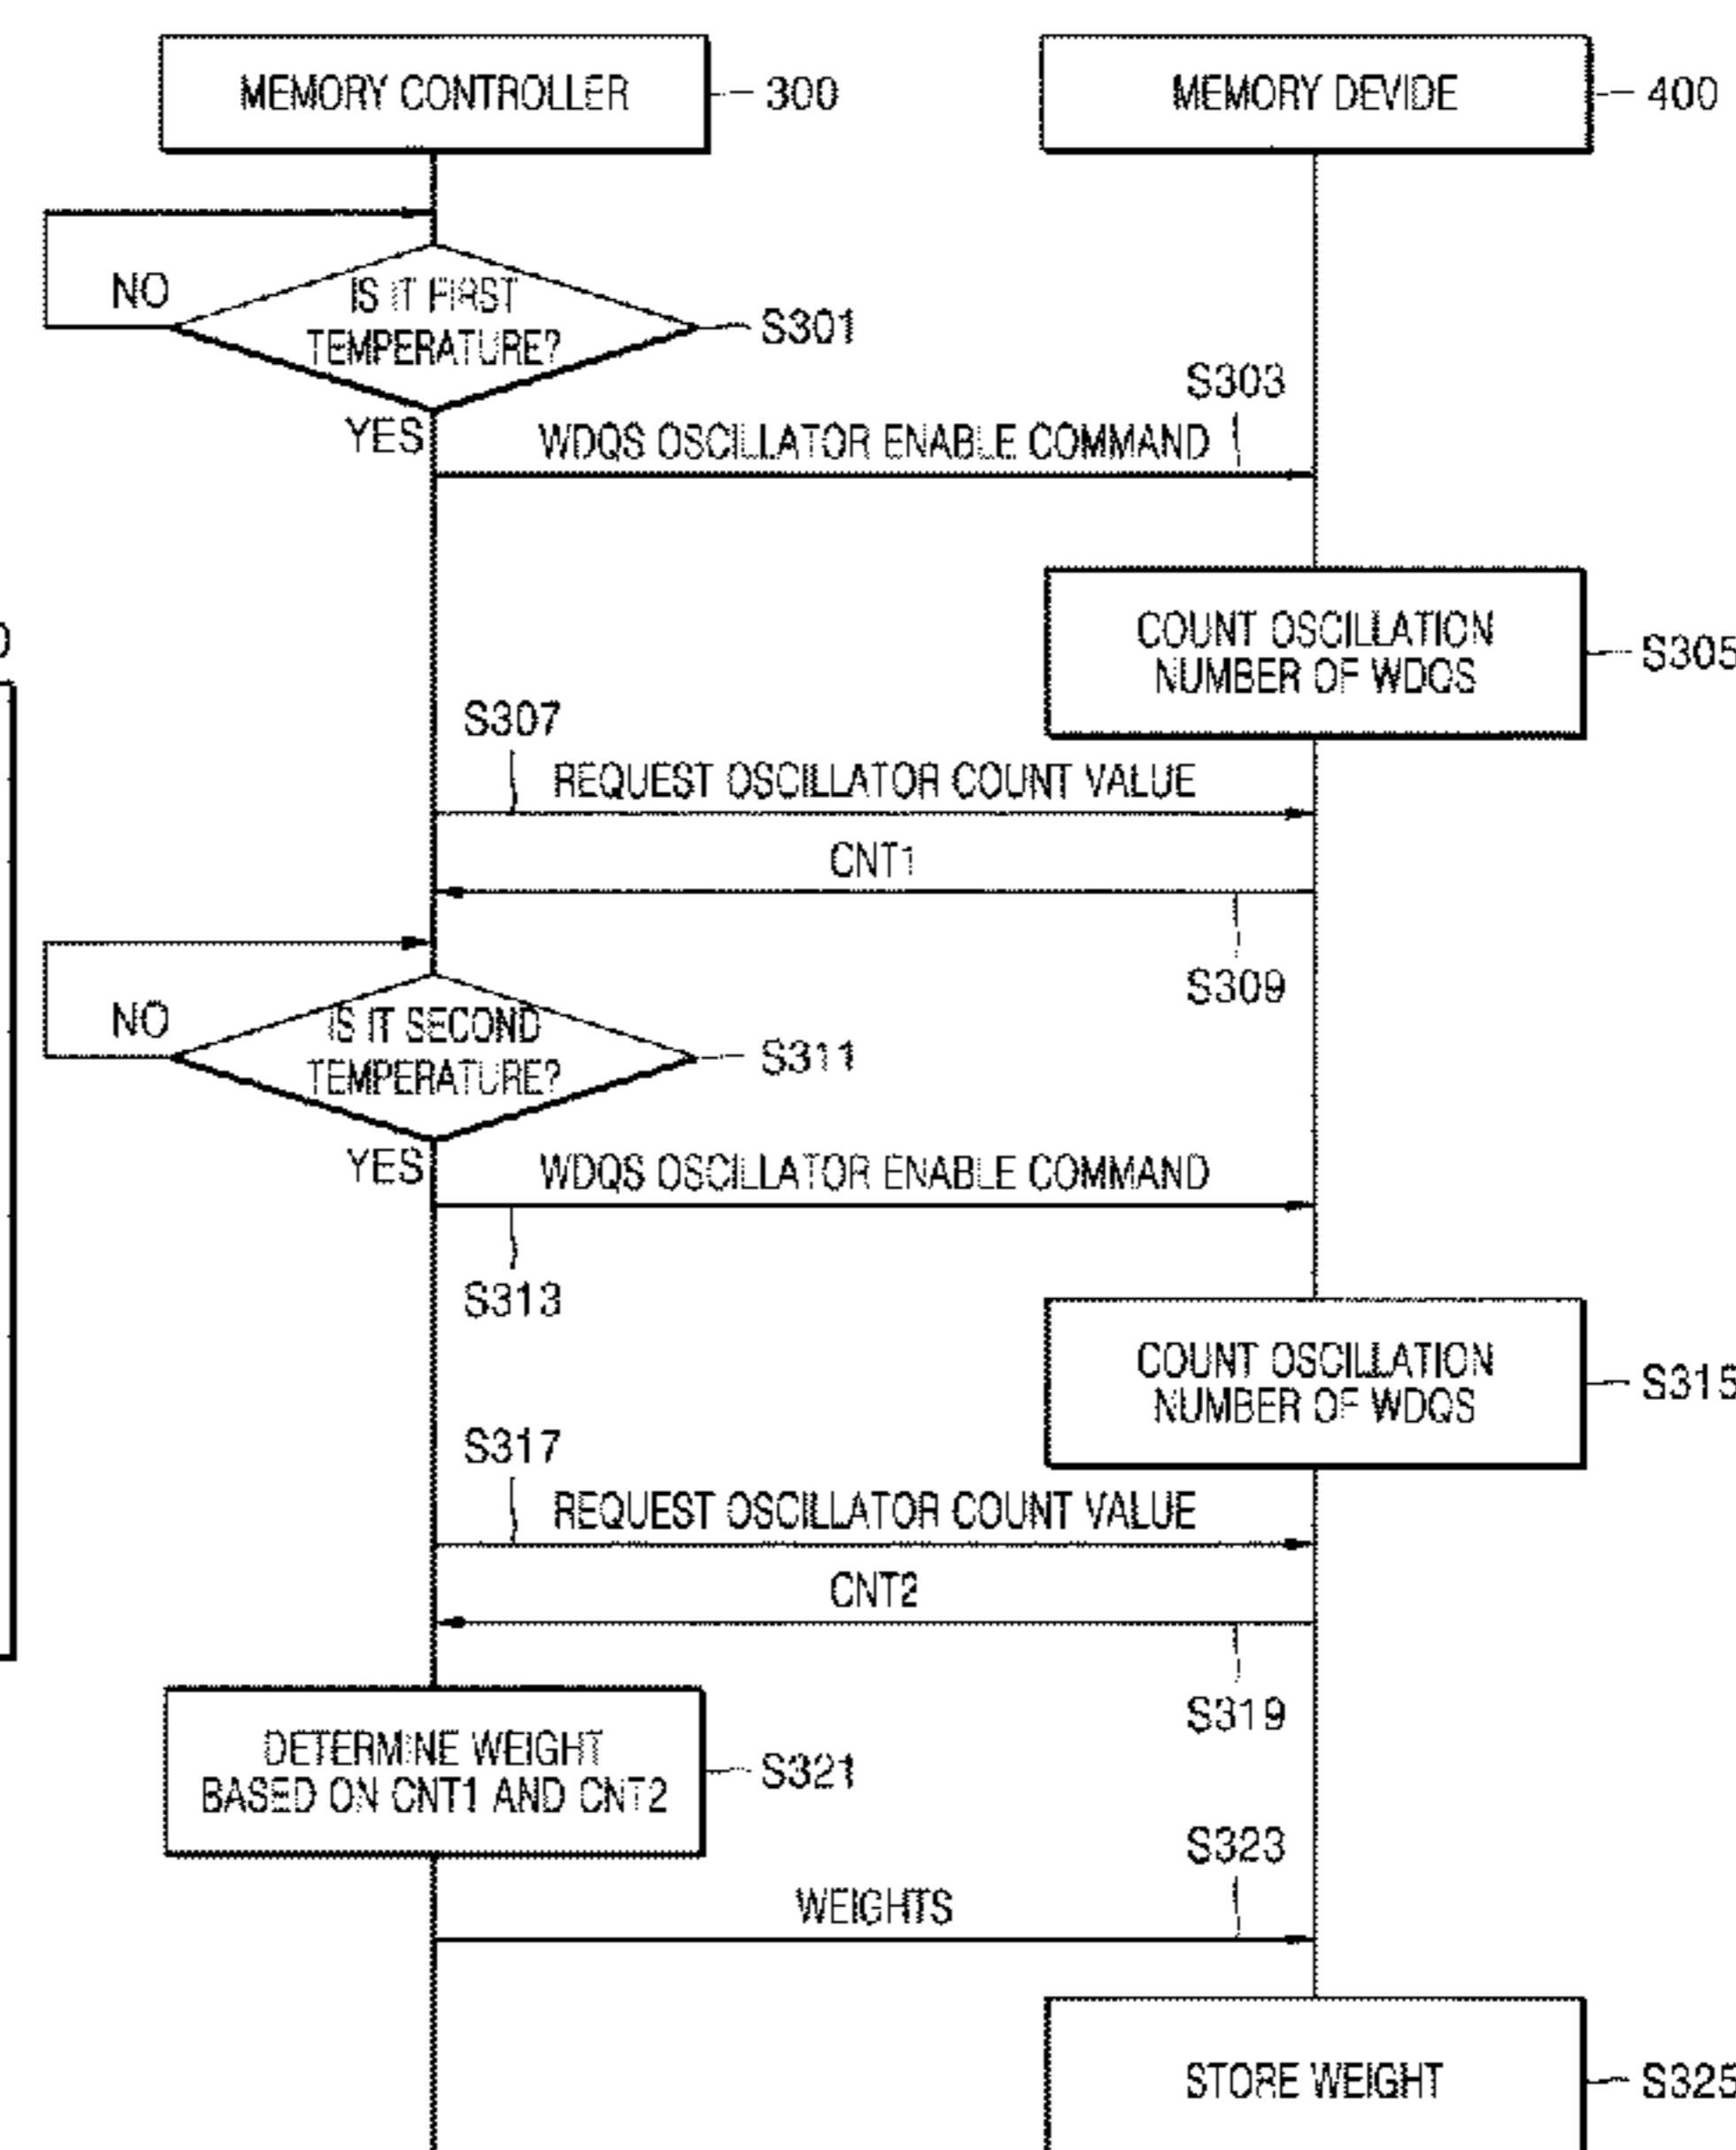 MEMORY CONTROLLER
300
MEMORY DEVIDE
400
NO
IS IT FIRST
TEMPERATURE?
S301
S303
YES
WDQS OSCILLATOR ENABLE COMMAND
COUNT OSCILLATION
NUMBER OF WDQS
S305
S307
REQUEST OSCILLATOR COUNT VALUE
CNT1
S309
NO
IS IT SECOND
TEMPERATURE?
S311
YES
WDQS OSCILLATOR ENABLE COMMAND
S313
COUNT OSCILLATION
NUMBER OF WDQS
S315
S317
REQUEST OSCILLATOR COUNT VALUE
CNT2
S319
DETERMINE WEIGHT
BASED ON CNT1 AND CNT2
S321
S323
WEIGHTS
STORE WEIGHT
S325